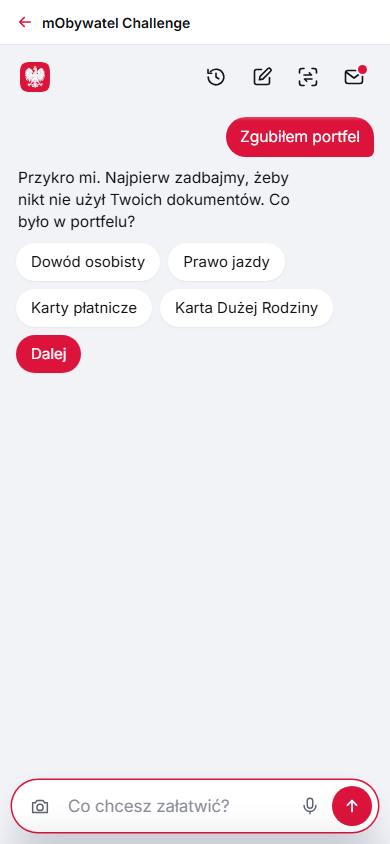 mObywatel Challenge
Zgubiłem portfel
Przykro mi. Najpierw zadbajmy, żeby
nikt nie użył Twoich dokumentów. Co
było w portfelu?
Dowód osobisty
Prawo jazdy
Karty płatnicze
Karta Dużej Rodziny
Dalej
Co chcesz załatwić?